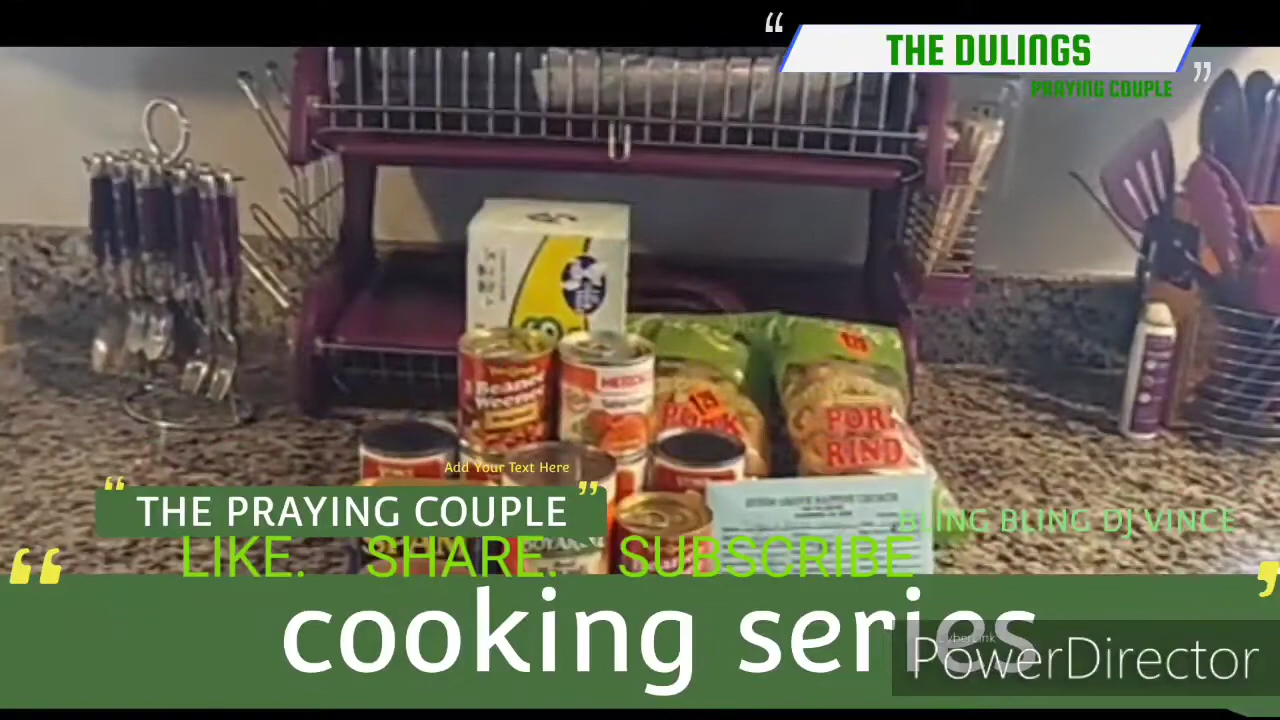 “ THE DULINGS
PRAYING COUPLE ”
Beanee
Weenee
PORK
RIND
PORK
Add Your Text Here
“ THE PRAYING COUPLE ”
BLING BLING DJ VINCE
LIKE. SHARE. SUBSCRIBE
“ cooking series ”
CyberLink
PowerDirector